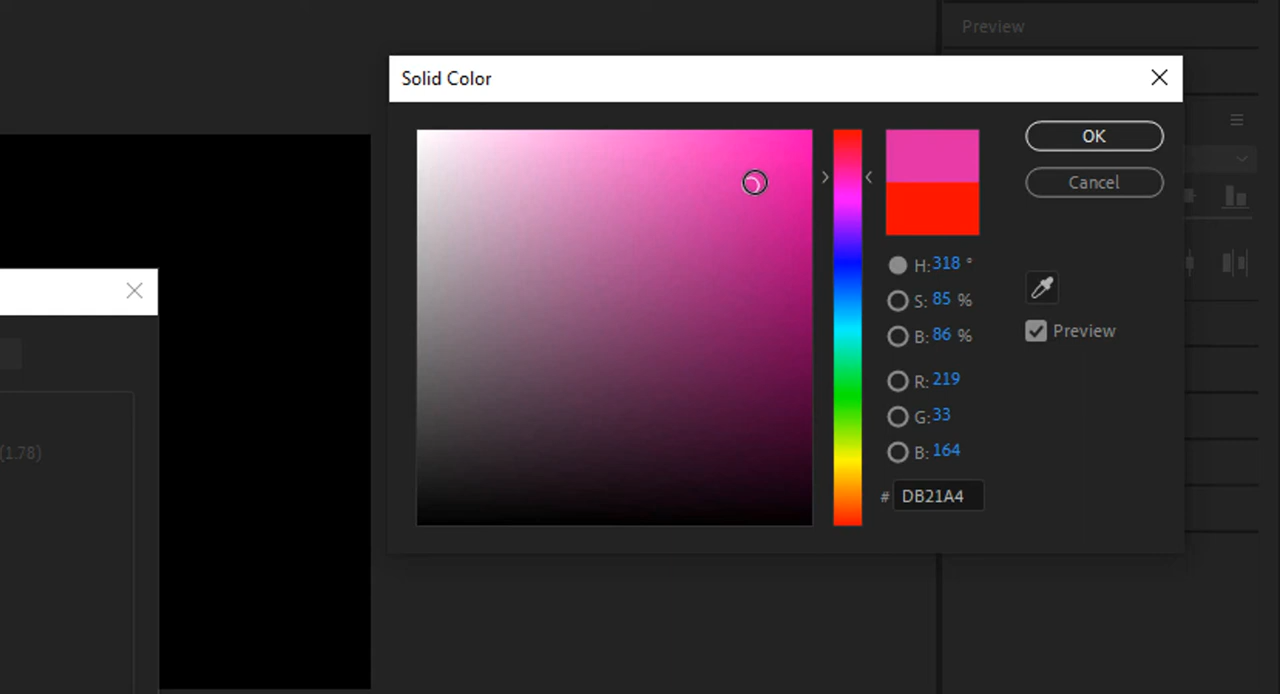 Preview
Solid Color
OK
Cancel
H: 318 °
S: 85 %
B: 86 %
Preview
R: 219
G: 33
B: 164
# DB21A4
(1.78)